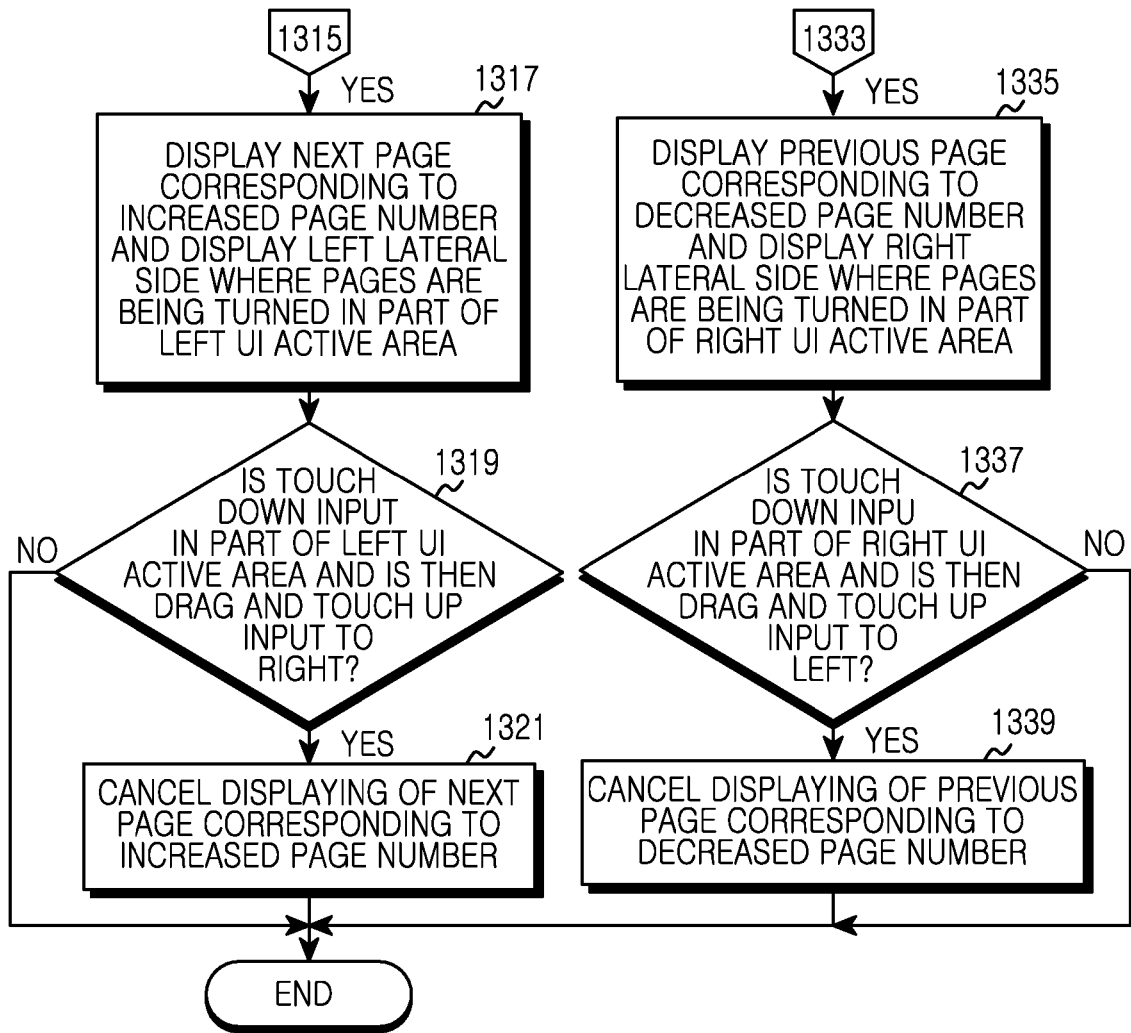 1315
YES
1317
DISPLAY NEXT PAGE
CORRESPONDING TO
INCREASED PAGE NUMBER
AND DISPLAY LEFT LATERAL
SIDE WHERE PAGES ARE
BEING TURNED IN PART OF
LEFT UI ACTIVE AREA
1319
IS TOUCH
DOWN INPUT
IN PART OF LEFT UI
ACTIVE AREA AND IS THEN
DRAG AND TOUCH UP
INPUT TO
RIGHT?
NO
YES
1321
CANCEL DISPLAYING OF NEXT
PAGE CORRESPONDING TO
INCREASED PAGE NUMBER
1333
YES
1335
DISPLAY PREVIOUS PAGE
CORRESPONDING TO
DECREASED PAGE NUMBER
AND DISPLAY RIGHT
LATERAL SIDE WHERE PAGES
ARE BEING TURNED IN PART
OF RIGHT UI ACTIVE AREA
1337
IS TOUCH
DOWN INPU
IN PART OF RIGHT UI
ACTIVE AREA AND IS THEN
DRAG AND TOUCH UP
INPUT TO
LEFT?
NO
YES
1339
CANCEL DISPLAYING OF PREVIOUS
PAGE CORRESPONDING TO
DECREASED PAGE NUMBER
END